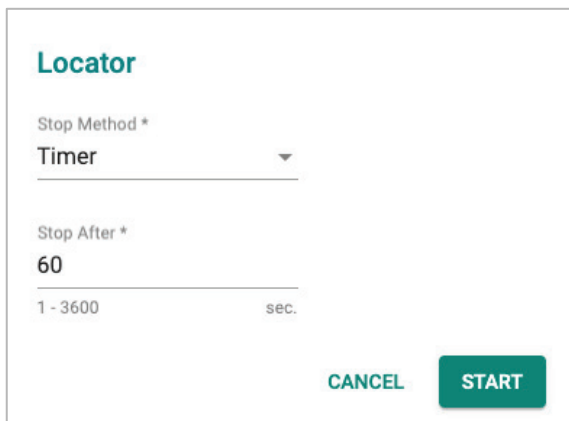 Locator
Stop Method *
Timer
Stop After *
60
1 - 3600 sec.
CANCEL START